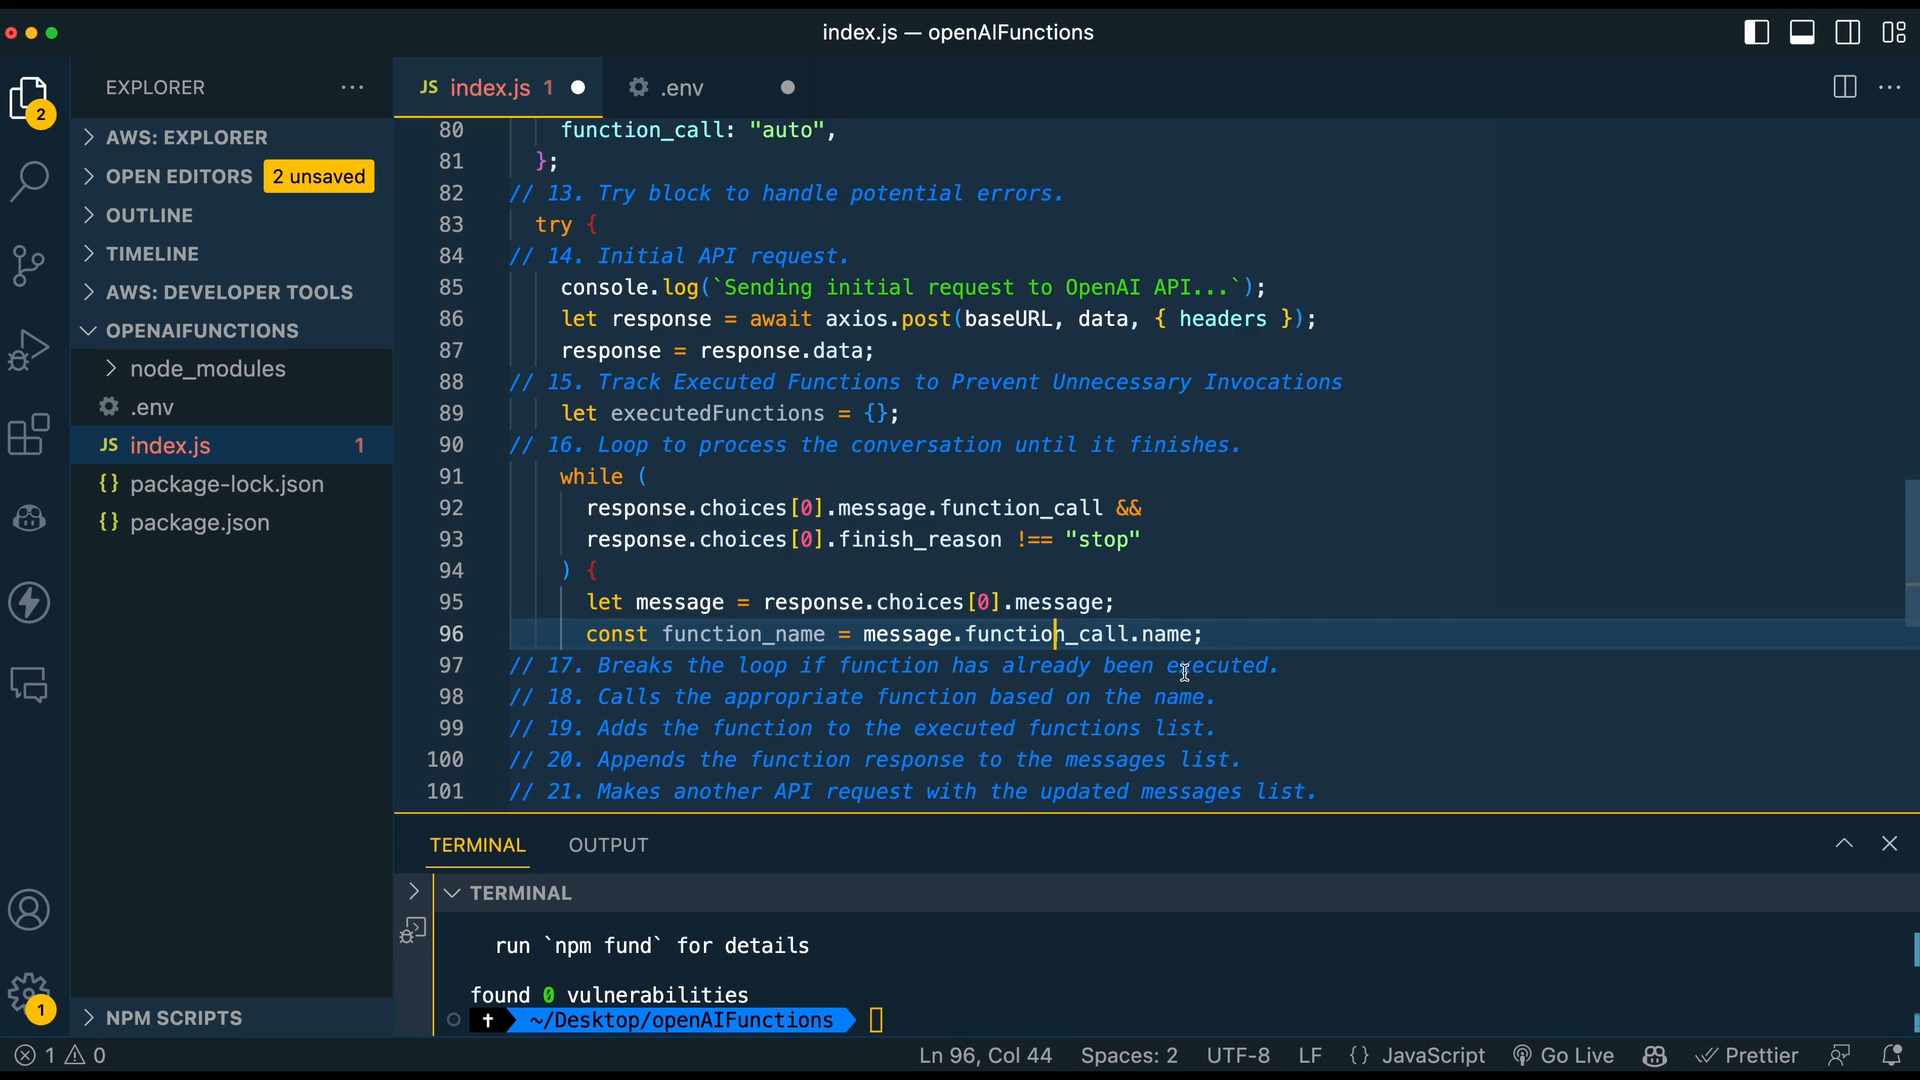 index.js — openAIFunctions
EXPLORER
JS index.js 1
.env
2
AWS: EXPLORER
OPEN EDITORS 2 unsaved
OUTLINE
TIMELINE
AWS: DEVELOPER TOOLS
OPENAIFUNCTIONS
node_modules
.env
JS index.js 1
{} package-lock.json
{} package.json
NPM SCRIPTS
1
80 function_call: "auto",
81 };
82 // 13. Try block to handle potential errors.
83 try {
84 // 14. Initial API request.
85 console.log(`Sending initial request to OpenAI API...`);
86 let response = await axios.post(baseURL, data, { headers });
87 response = response.data;
88 // 15. Track Executed Functions to Prevent Unnecessary Invocations
89 let executedFunctions = {};
90 // 16. Loop to process the conversation until it finishes.
91 while (
92 response.choices[0].message.function_call &&
93 response.choices[0].finish_reason !== "stop"
94 ) {
95 let message = response.choices[0].message;
96 const function_name = message.function_call.name;
97 // 17. Breaks the loop if function has already been executed.
98 // 18. Calls the appropriate function based on the name.
99 // 19. Adds the function to the executed functions list.
100 // 20. Appends the function response to the messages list.
101 // 21. Makes another API request with the updated messages list.
TERMINAL OUTPUT
TERMINAL
run `npm fund` for details
found 0 vulnerabilities
~/Desktop/openAIFunctions
1 0
Ln 96, Col 44 Spaces: 2 UTF-8 LF {} JavaScript Go Live Prettier